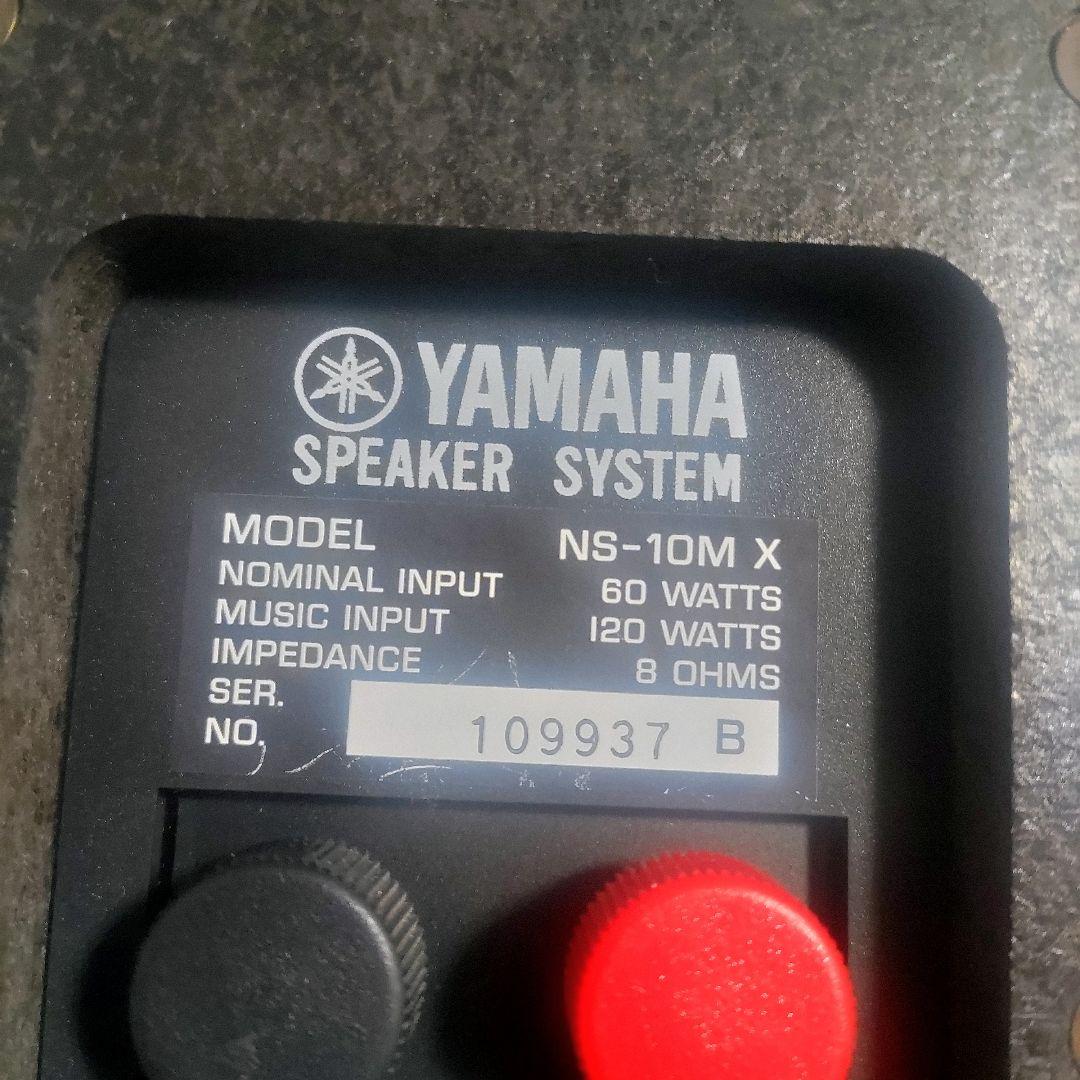 YAMAHA
SPEAKER SYSTEM
MODEL NS-10M X
NOMINAL INPUT 60 WATTS
MUSIC INPUT 120 WATTS
IMPEDANCE 8 OHMS
SER.
NO. 109937 B